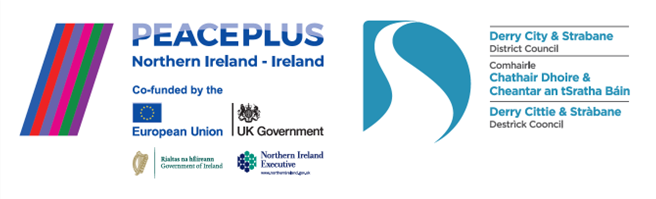 PEACEPLUS
Northern Ireland - Ireland
Co-funded by the
European Union
UK Government
Rialtas na hÉireann
Government of Ireland
Northern Ireland
Executive
www.northernireland.gov.uk
Derry City & Strabane
District Council
Comhairle
Chathair Dhoire &
Cheantar an tSratha Báin
Derry Cittie & Stràbane
Destrick Cooncil